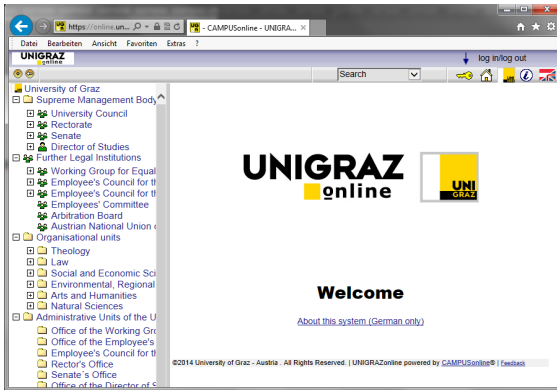 https://online.un...
UG - CAMPUSonline - UNIGRA...
Datei Bearbeiten Ansicht Favoriten Extras ?
UNIGRAZ
online
log in/log out
Search
University of Graz
Supreme Management Body
University Council
Rectorate
Senate
Director of Studies
Further Legal Institutions
Working Group for Equal
Employee's Council for th
Employee's Council for th
Employees' Committee
Arbitration Board
Austrian National Union o
Organisational units
Theology
Law
Social and Economic Sci
Environmental, Regional
Arts and Humanities
Natural Sciences
Administrative Units of the U
Office of the Working Gro
Office of the Employee's
Employee's Council for th
Rector's Office
Senate´s Office
Office of the Director of S
UNIGRAZ
online
UNI
GRAZ
Welcome
About this system (German only)
©2014 University of Graz - Austria . All Rights Reserved. | UNIGRAZonline powered by CAMPUSonline® | Feedback